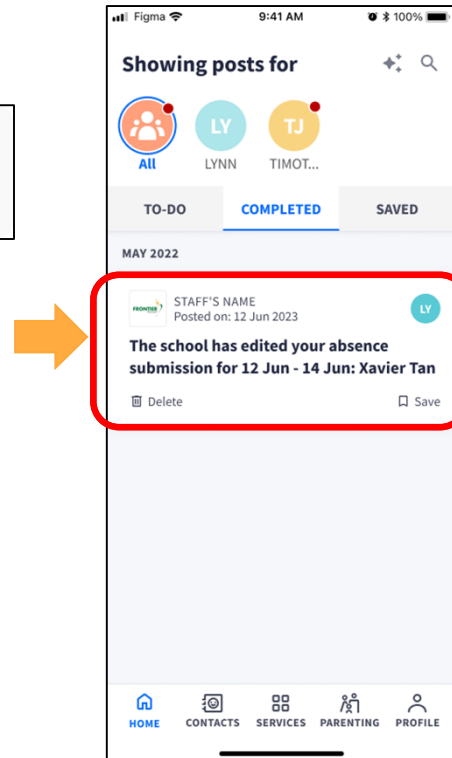 Figma 9:41 AM 100%
Showing posts for
LY TJ
All LYNN TIMOT...
TO-DO COMPLETED SAVED
MAY 2022
FRONTIER STAFF'S NAME LY
Posted on: 12 Jun 2023
The school has edited your absence
submission for 12 Jun - 14 Jun: Xavier Tan
Delete Save
HOME CONTACTS SERVICES PARENTING PROFILE